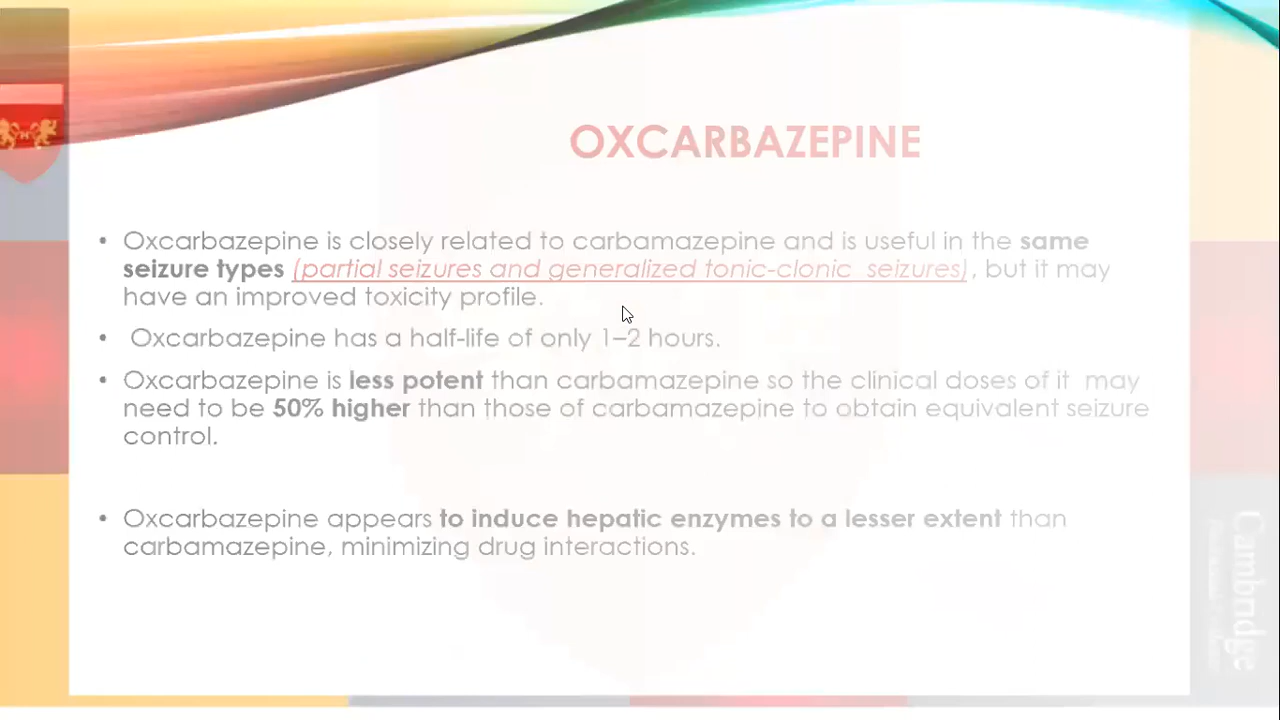 OXCARBAZEPINE
• Oxcarbazepine is closely related to carbamazepine and is useful in the same
seizure types (partial seizures and generalized tonic-clonic seizures), but it may
have an improved toxicity profile.
• Oxcarbazepine has a half-life of only 1–2 hours.
• Oxcarbazepine is less potent than carbamazepine so the clinical doses of it may
need to be 50% higher than those of carbamazepine to obtain equivalent seizure
control.
• Oxcarbazepine appears to induce hepatic enzymes to a lesser extent than
carbamazepine, minimizing drug interactions.
Cambridge